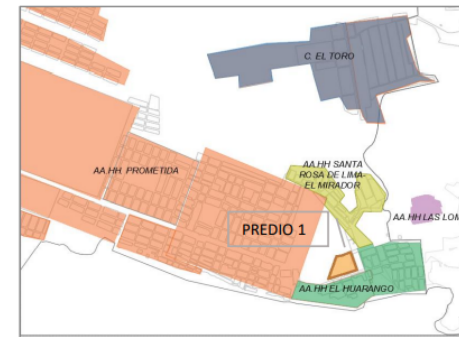 C. EL TORO
AA.HH. PROMETIDA
AA.HH SANTA
ROSA DE LIMA-
EL MIRADOR
AA.HH LAS LOM
PREDIO 1
AA.HH EL HUARANGO